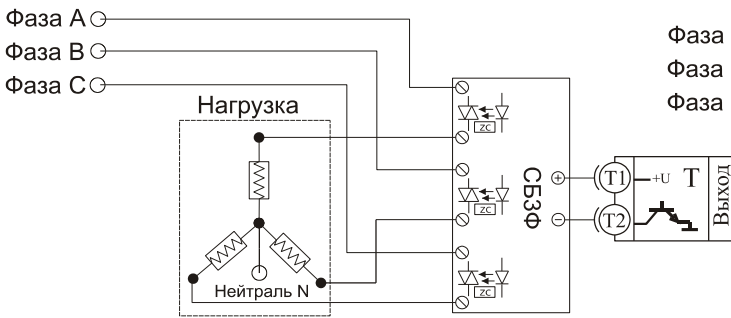 Фаза A
Фаза B
Фаза C
Нагрузка
Нейтраль N
ZC
ZC
ZC
СБ3Ф
+
−
T1
T2
+U
T
Выход
Фаза
Фаза
Фаза